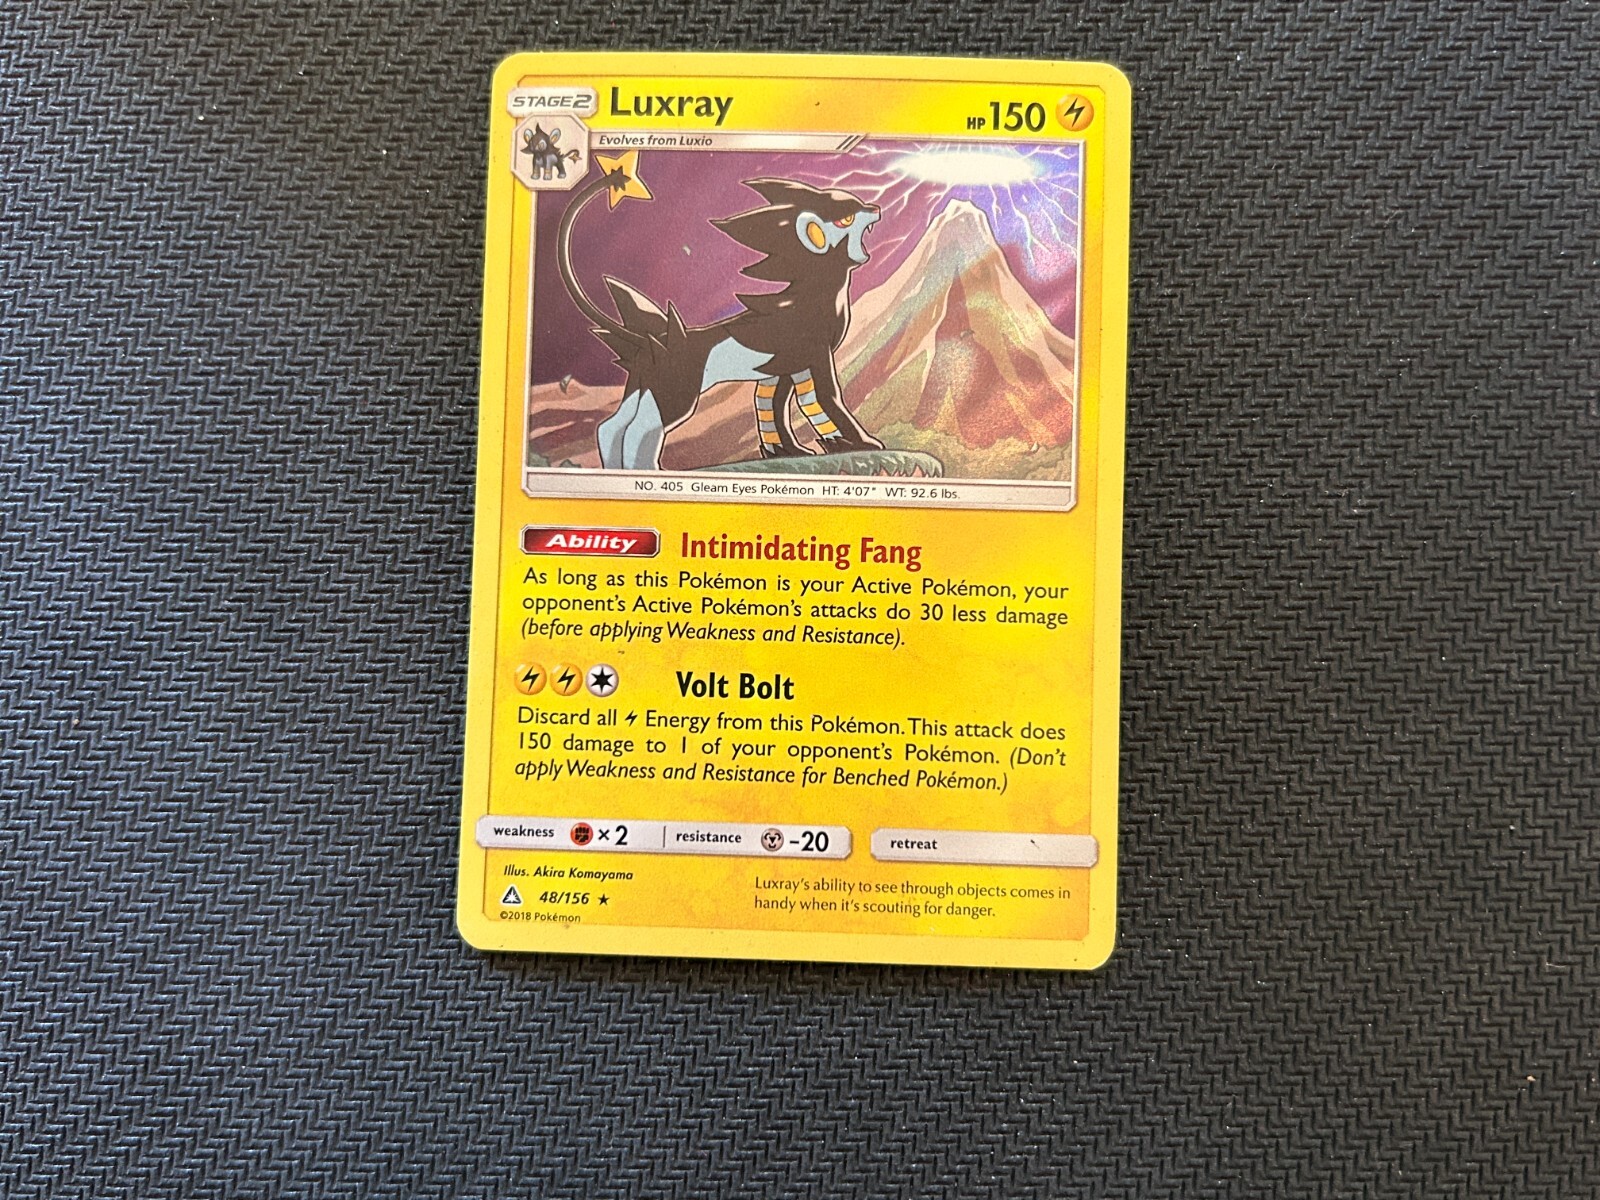 STAGE2 Luxray HP 150
Evolves from Luxio
NO. 405 Gleam Eyes Pokémon HT: 4'07" WT: 92.6 lbs.
Ability Intimidating Fang
As long as this Pokémon is your Active Pokémon, your
opponent's Active Pokémon's attacks do 30 less damage
(before applying Weakness and Resistance).
Volt Bolt
Discard all Energy from this Pokémon. This attack does
150 damage to 1 of your opponent's Pokémon. (Don't
apply Weakness and Resistance for Benched Pokémon.)
weakness ×2 resistance -20 retreat
Illus. Akira Komayama
48/156 ★
©2018 Pokémon
Luxray's ability to see through objects comes in
handy when it's scouting for danger.